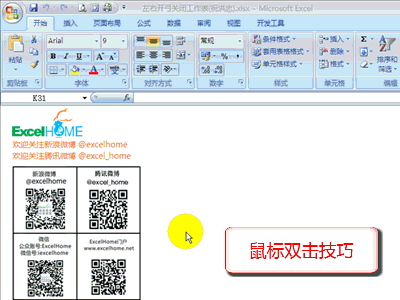 左右开弓关闭工作表(祝洪忠).xlsx - Microsoft Excel
开始 插入 页面布局 公式 数据 审阅 视图 开发工具
粘贴
Arial 9
B I U A A
常规
条件格式
套用表格格式
单元格样式
插入
删除
格式
排序和
筛选
剪贴板 字体 对齐方式 数字 样式 单元格 编辑
K31 fx
ExcelHOME
欢迎关注新浪微博 @excelhome
欢迎关注腾讯微博 @excel_home
新浪微博
@excelhome
腾讯微博
@excel_home
微信
公众账号:ExcelHome
微信号:iexcelhome
ExcelHome门户
www.excelhome.net
鼠标双击技巧